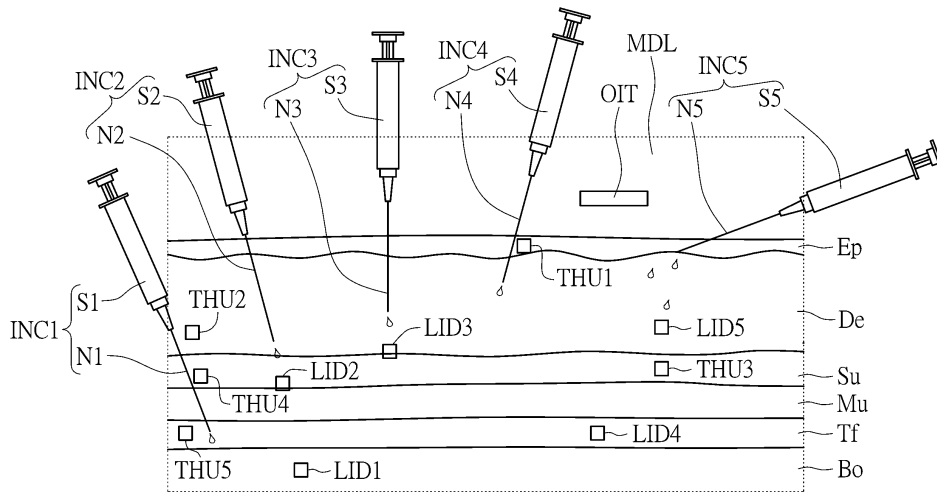 INC4
MDL
INC3
INC5
INC2
S2
S3
S4
OIT
N3
N4
N5
S5
N2
Ep
THU1
S1
THU2
INC1
LID3
LID5
De
N1
LID2
THU3
Su
THU4
Mu
LID4
Tf
THU5
LID1
Bo